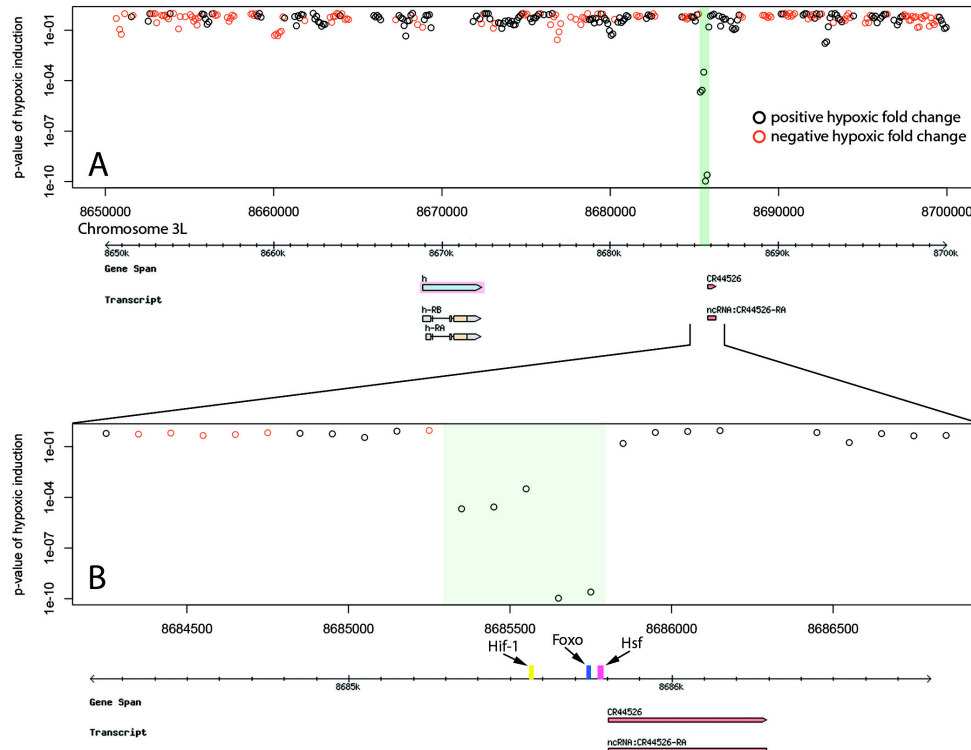 p-value of hypoxic induction
1e-01
1e-04
1e-07
1e-10
positive hypoxic fold change
negative hypoxic fold change
A
8650000 8660000 8670000 8680000 8690000 8700000
Chromosome 3L
8650k 8660k 8670k 8680k 8690k 8700k
Gene Span
h CR44526
Transcript
h-RB ncRNA:CR44526-RA
h-RA
p-value of hypoxic induction
1e-01
1e-04
1e-07
1e-10
B
8684500 8685000 8685500 8686000 8686500
Hif-1 Foxo Hsf
8685k 8686k
Gene Span
CR44526
Transcript
ncRNA:CR44526-RA